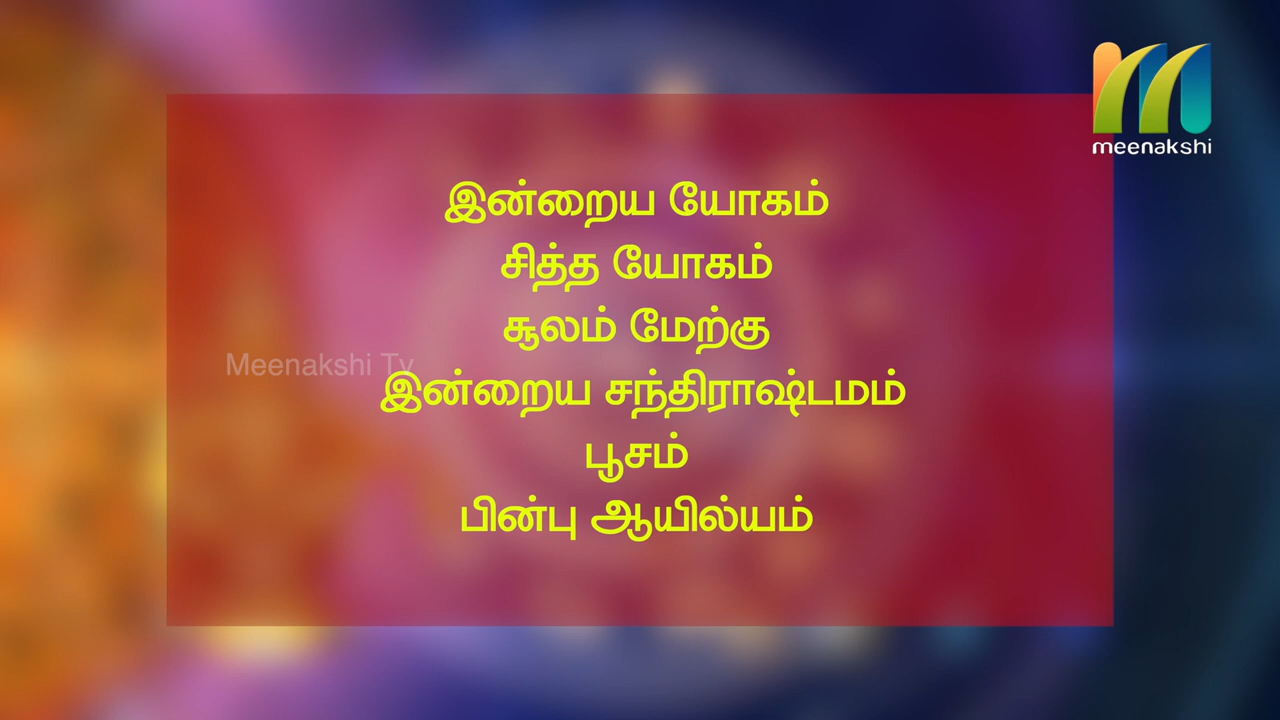 meenakshi
இன்றைய யோகம்
சித்த யோகம்
சூலம் மேற்கு
Meenakshi Tv
இன்றைய சந்திராஷ்டமம்
பூசம்
பின்பு ஆயில்யம்